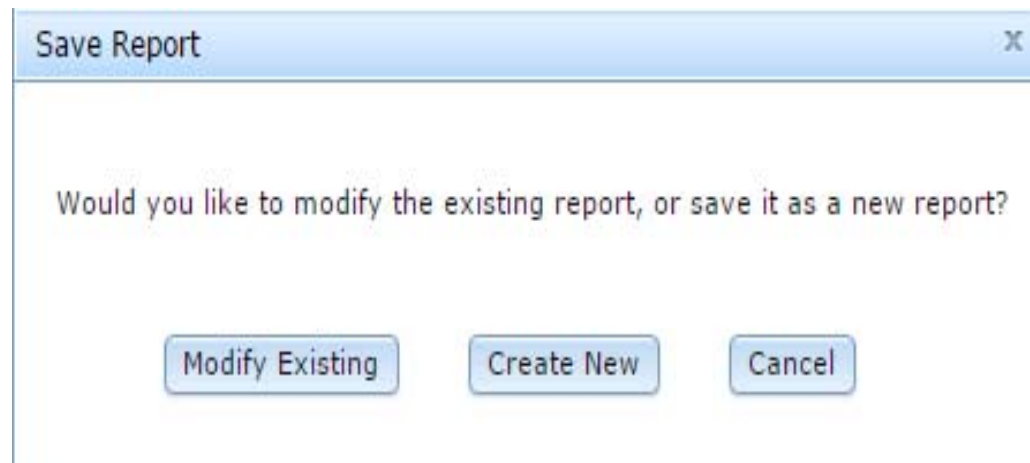 Save Report x
Would you like to modify the existing report, or save it as a new report?
Modify Existing Create New Cancel